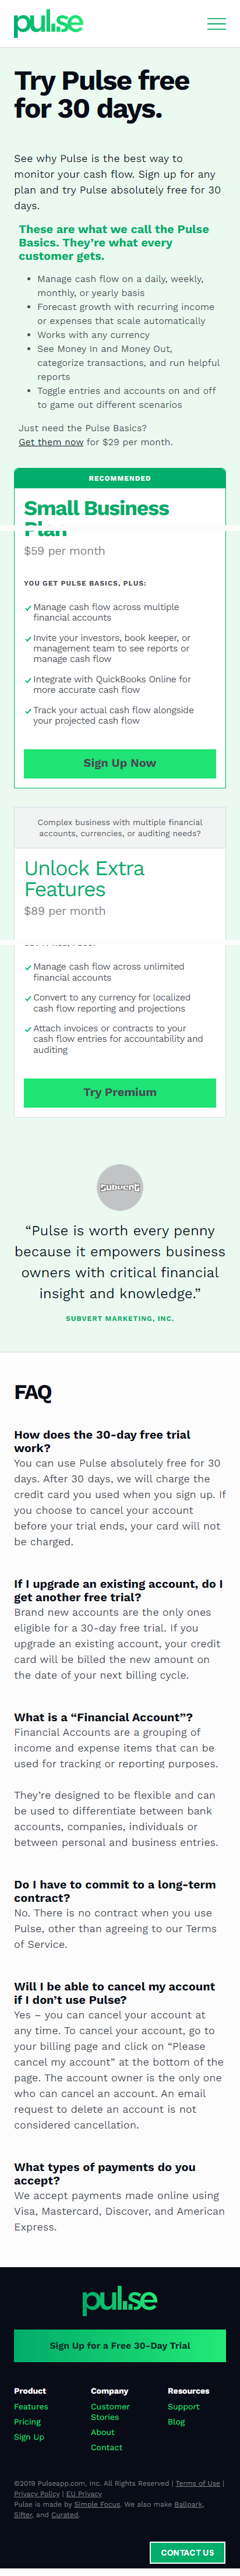 pulse
Try Pulse free
for 30 days.
See why Pulse is the best way to
monitor your cash flow. Sign up for any
plan and try Pulse absolutely free for 30
days.
These are what we call the Pulse
Basics. They’re what every
customer gets.
• Manage cash flow on a daily, weekly,
monthly, or yearly basis
• Forecast growth with recurring income
or expenses that scale automatically
• Works with any currency
• See Money In and Money Out,
categorize transactions, and run helpful
reports
• Toggle entries and accounts on and off
to game out different scenarios
Just need the Pulse Basics?
Get them now for $29 per month.
RECOMMENDED
Small Business
Plan
$59 per month
YOU GET PULSE BASICS, PLUS:
Manage cash flow across multiple
financial accounts
Invite your investors, book keeper, or
management team to see reports or
manage cash flow
Integrate with QuickBooks Online for
more accurate cash flow
Track your actual cash flow alongside
your projected cash flow
Sign Up Now
Complex business with multiple financial
accounts, currencies, or auditing needs?
Unlock Extra
Features
$89 per month
Manage cash flow across unlimited
financial accounts
Convert to any currency for localized
cash flow reporting and projections
Attach invoices or contracts to your
cash flow entries for accountability and
auditing
Try Premium
SUBVERT
“Pulse is worth every penny
because it empowers business
owners with critical financial
insight and knowledge.”
SUBVERT MARKETING, INC.
FAQ
How does the 30-day free trial
work?
You can use Pulse absolutely free for 30
days. After 30 days, we will charge the
credit card you used when you sign up. If
you choose to cancel your account
before your trial ends, your card will not
be charged.
If I upgrade an existing account, do I
get another free trial?
Brand new accounts are the only ones
eligible for a 30-day free trial. If you
upgrade an existing account, your credit
card will be billed the new amount on
the date of your next billing cycle.
What is a “Financial Account”?
Financial Accounts are a grouping of
income and expense items that can be
used for tracking or reporting purposes.
They’re designed to be flexible and can
be used to differentiate between bank
accounts, companies, individuals or
between personal and business entries.
Do I have to commit to a long-term
contract?
No. There is no contract when you use
Pulse, other than agreeing to our Terms
of Service.
Will I be able to cancel my account
if I don’t use Pulse?
Yes – you can cancel your account at
any time. To cancel your account, go to
your billing page and click on “Please
cancel my account” at the bottom of the
page. The account owner is the only one
who can cancel an account. An email
request to delete an account is not
considered cancellation.
What types of payments do you
accept?
We accept payments made online using
Visa, Mastercard, Discover, and American
Express.
pulse
Sign Up for a Free 30-Day Trial
Product
Features
Pricing
Sign Up
Company
Customer
Stories
About
Contact
Resources
Support
Blog
©2019 Pulseapp.com, Inc. All Rights Reserved | Terms of Use |
Privacy Policy | EU Privacy
Pulse is made by Simple Focus. We also make Ballpark,
Sifter, and Curated.
CONTACT US